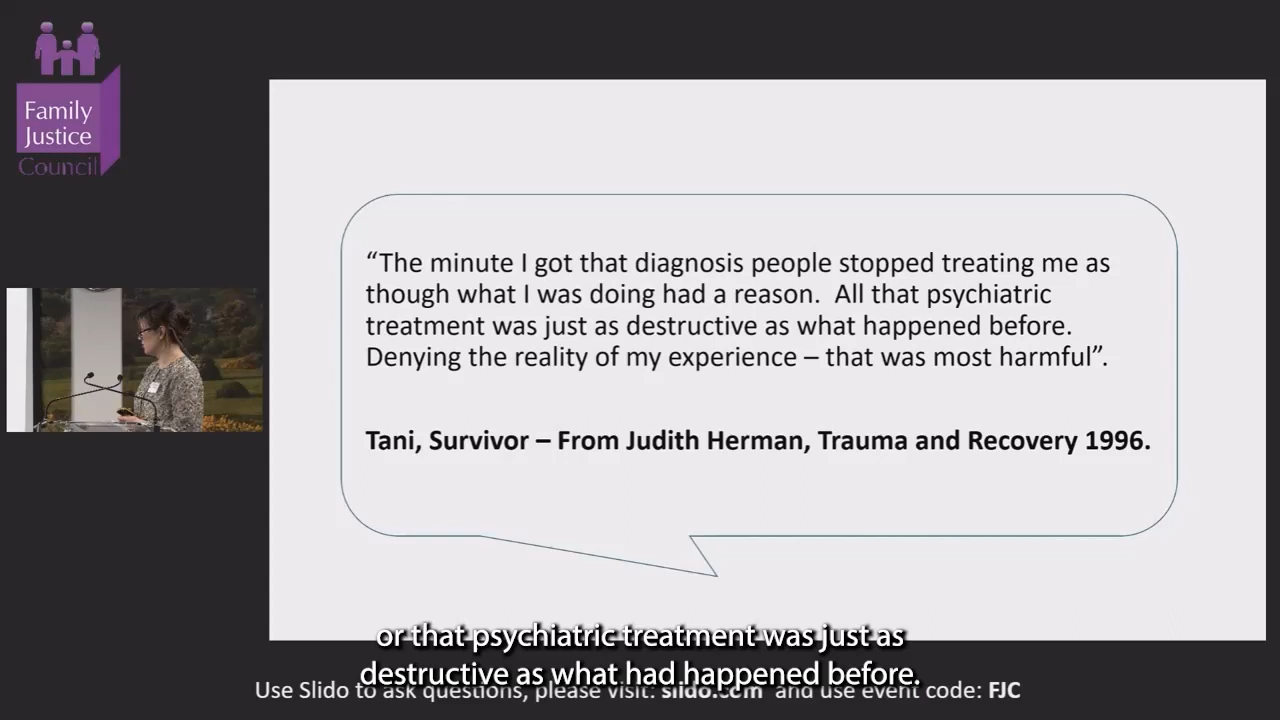 Family
Justice
Council
“The minute I got that diagnosis people stopped treating me as
though what I was doing had a reason.  All that psychiatric
treatment was just as destructive as what happened before.
Denying the reality of my experience – that was most harmful”.
Tani, Survivor – From Judith Herman, Trauma and Recovery 1996.
or that psychiatric treatment was just as
destructive as what had happened before.
Use Slido to ask questions, please visit: slido.com and use event code: FJC